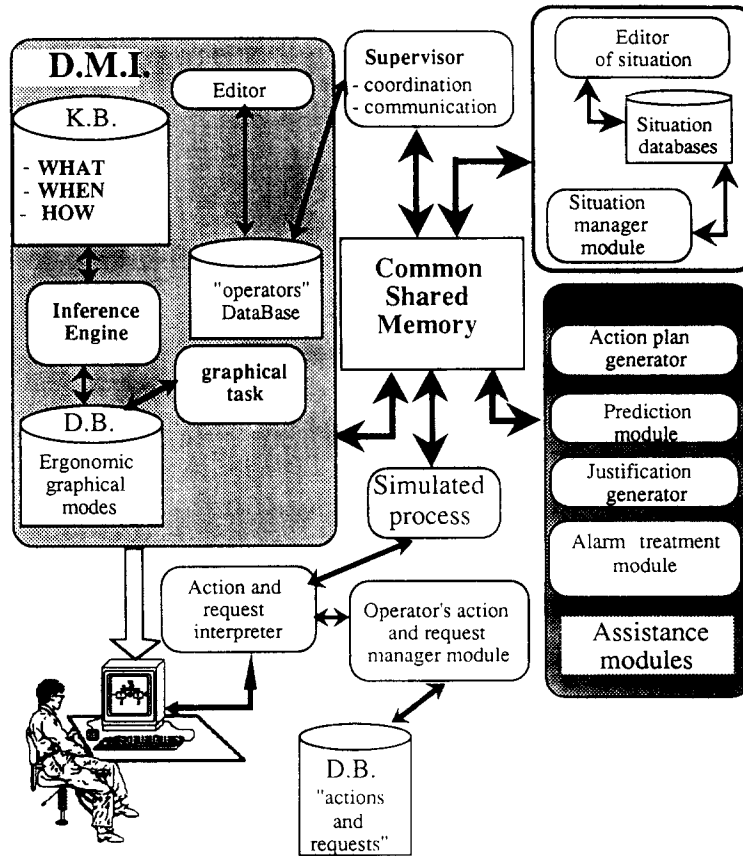 D.M.I.
K.B.
- WHAT
- WHEN
- HOW
Editor
Inference
Engine
"operators"
DataBase
graphical
task
D.B.
Ergonomic
graphical
modes
Supervisor
- coordination
- communication
Common
Shared
Memory
Simulated
process
Editor
of situation
Situation
databases
Situation
manager
module
Action plan
generator
Prediction
module
Justification
generator
Alarm treatment
module
Assistance
modules
Action and
request
interpreter
Operator's action
and request
manager module
D.B.
"actions
and
requests"